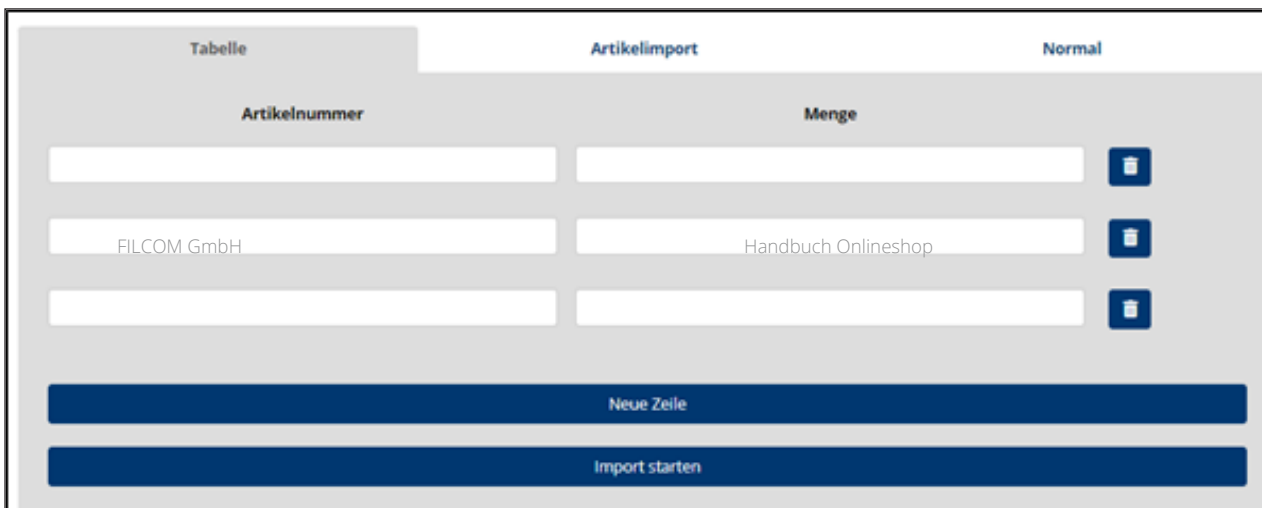 Tabelle Artikelimport Normal
Artikelnummer Menge
FILCOM GmbH Handbuch Onlineshop
Neue Zeile
Import starten